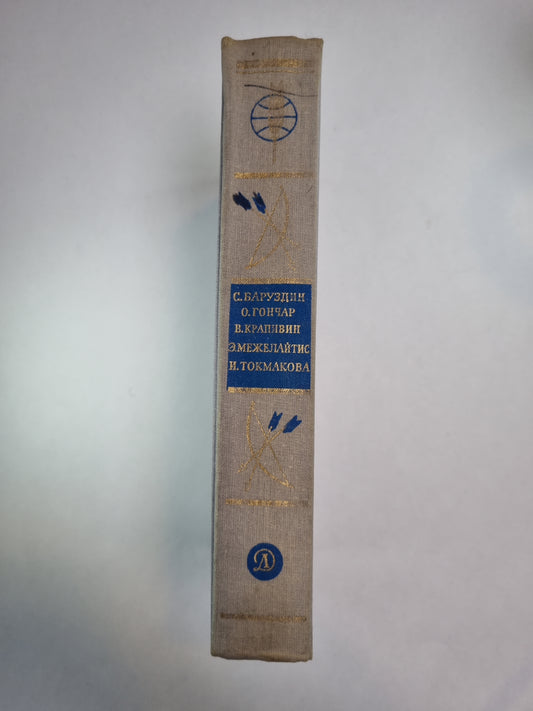 С. БАРУЗДИН
О. ГОНЧАР
В. КРАПИВИН
Э. МЕЖЕЛАЙТИС
И. ТОКМАКОВА
Д